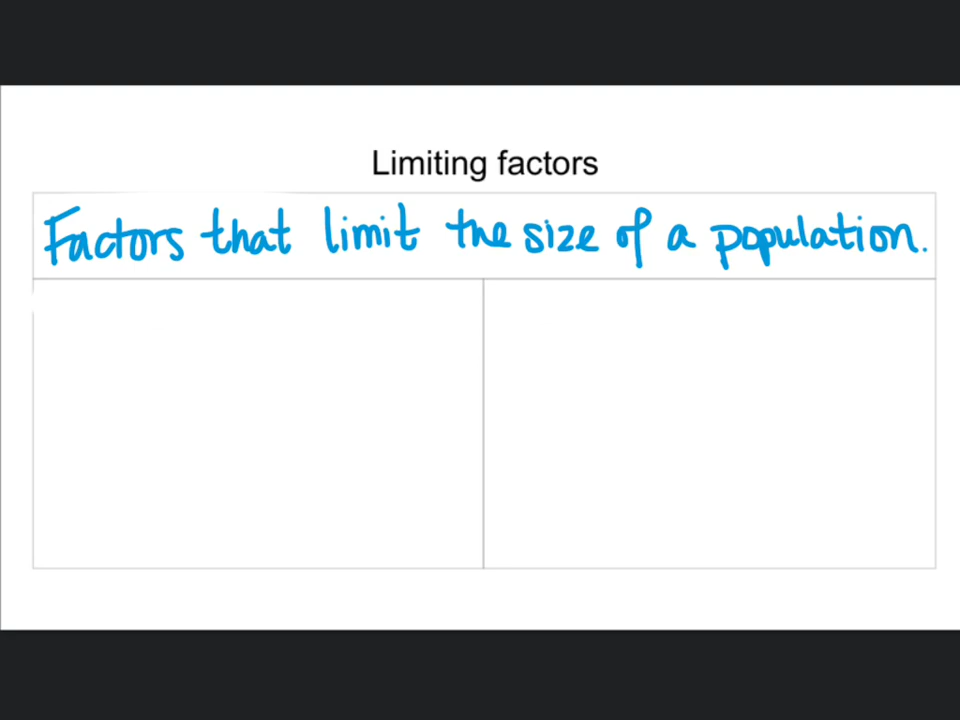 Limiting factors
Factors that limit the size of a population.